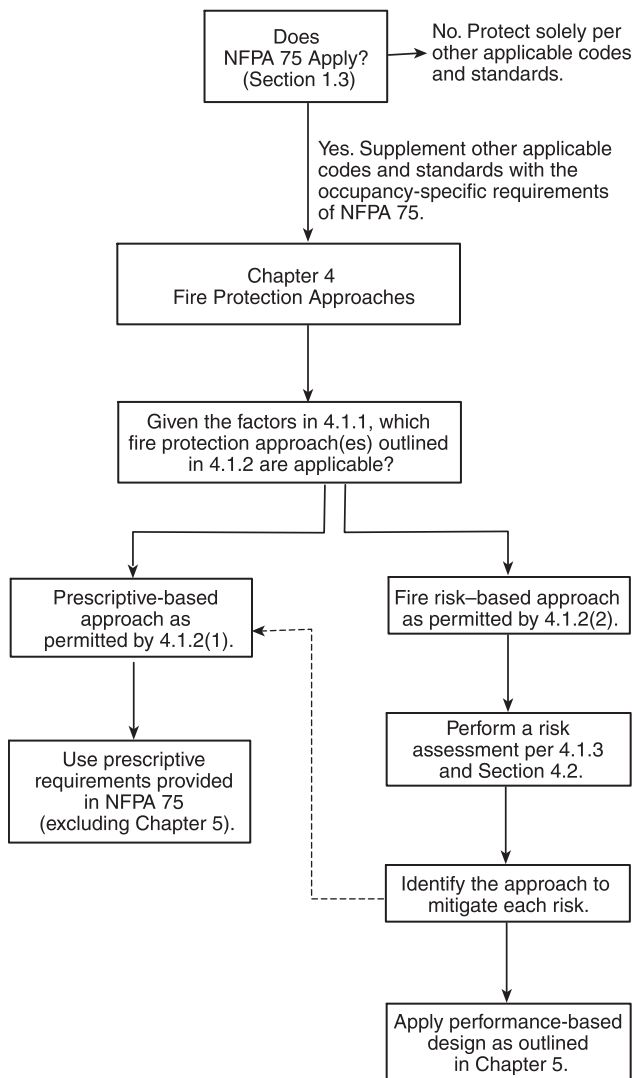 Does
NFPA 75 Apply?
(Section 1.3)
No. Protect solely per
other applicable codes
and standards.
Yes. Supplement other applicable
codes and standards with the
occupancy-specific requirements
of NFPA 75.
Chapter 4
Fire Protection Approaches
Given the factors in 4.1.1, which
fire protection approach(es) outlined
in 4.1.2 are applicable?
Prescriptive-based
approach as
permitted by 4.1.2(1).
Fire risk–based approach
as permitted by 4.1.2(2).
Use prescriptive
requirements provided
in NFPA 75
(excluding Chapter 5).
Perform a risk
assessment per 4.1.3
and Section 4.2.
Identify the approach to
mitigate each risk.
Apply performance-based
design as outlined
in Chapter 5.